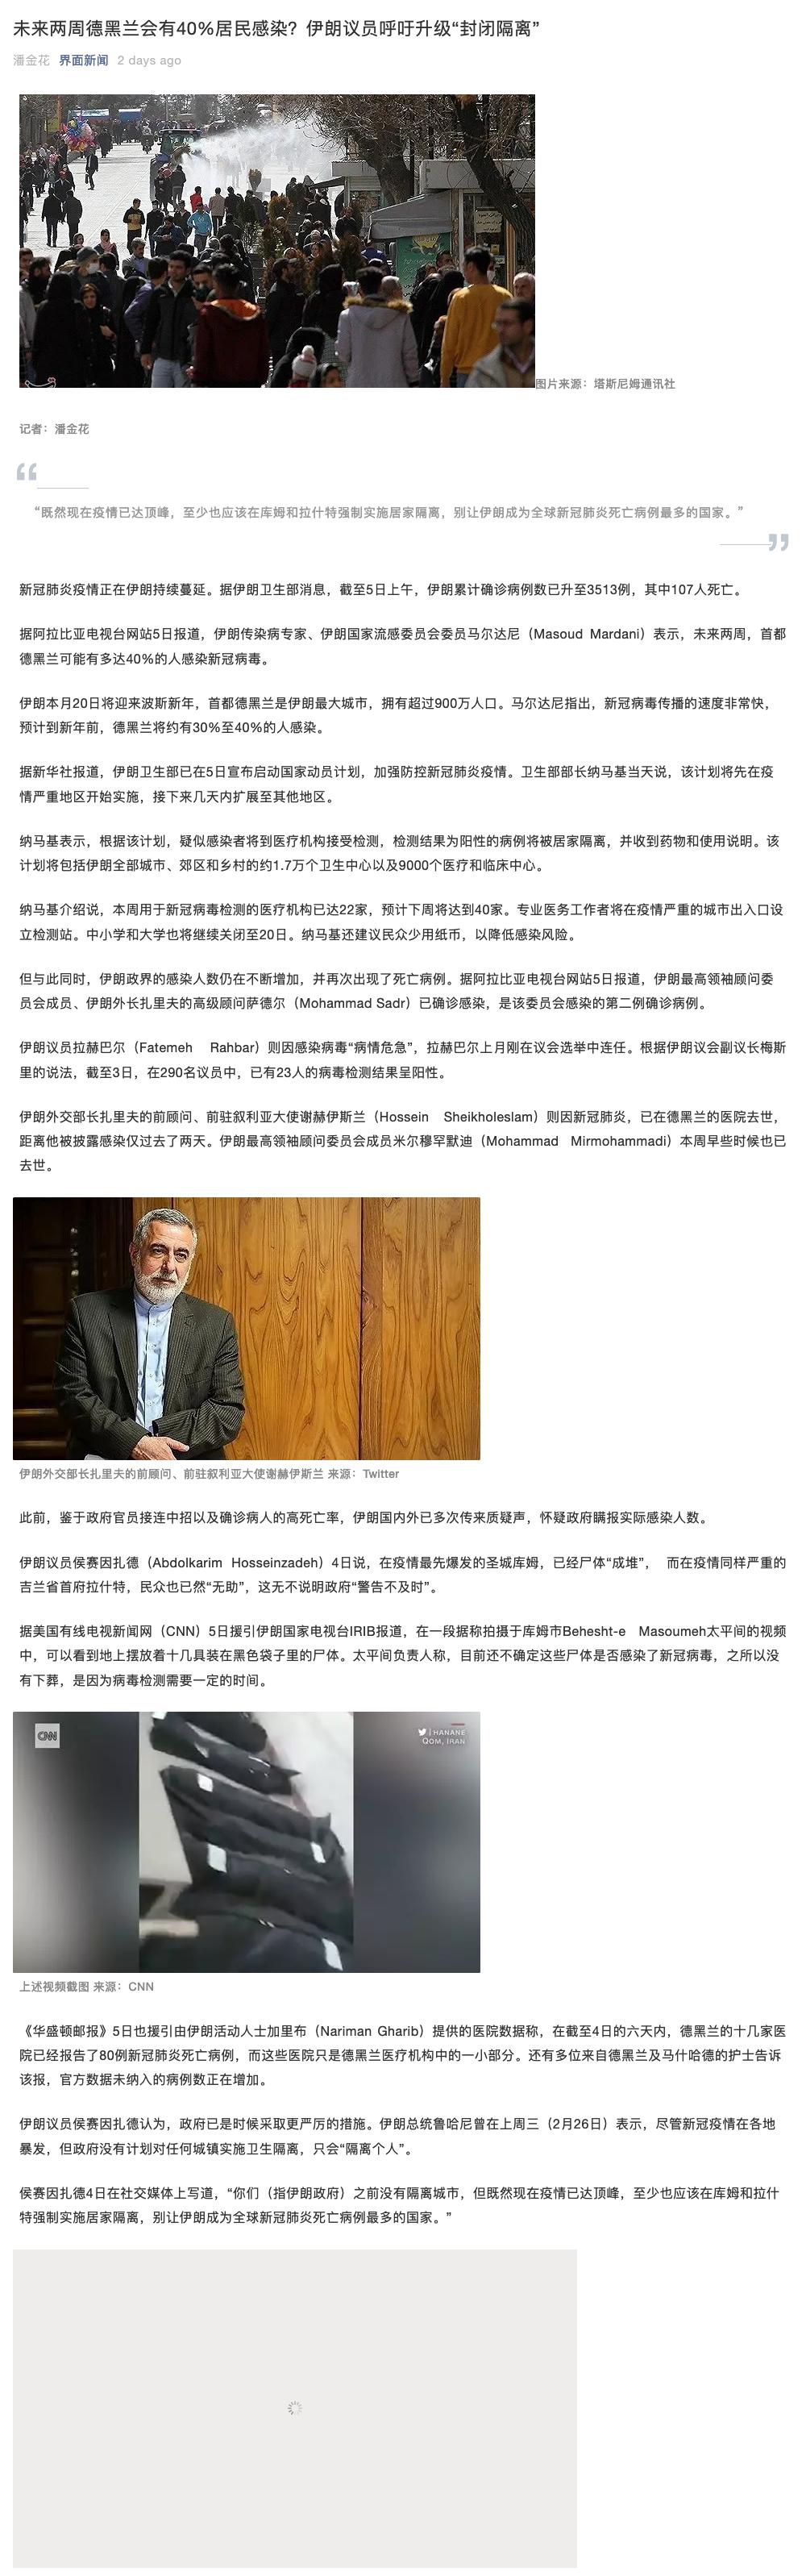 未来两周德黑兰会有40%居民感染？伊朗议员呼吁升级“封闭隔离”
潘金花 界面新闻 2 days ago
图片来源：塔斯尼姆通讯社
记者：潘金花
“既然现在疫情已达顶峰，至少也应该在库姆和拉什特强制实施居家隔离，别让伊朗成为全球新冠肺炎死亡病例最多的国家。”
新冠肺炎疫情正在伊朗持续蔓延。据伊朗卫生部消息，截至5日上午，伊朗累计确诊病例数已升至3513例，其中107人死亡。
据阿拉比亚电视台网站5日报道，伊朗传染病专家、伊朗国家流感委员会委员马尔达尼（Masoud Mardani）表示，未来两周，首都
德黑兰可能有多达40%的人感染新冠病毒。
伊朗本月20日将迎来波斯新年，首都德黑兰是伊朗最大城市，拥有超过900万人口。马尔达尼指出，新冠病毒传播的速度非常快，
预计到新年前，德黑兰将约有30%至40%的人感染。
据新华社报道，伊朗卫生部已在5日宣布启动国家动员计划，加强防控新冠肺炎疫情。卫生部部长纳马基当天说，该计划将先在疫
情严重地区开始实施，接下来几天内扩展至其他地区。
纳马基表示，根据该计划，疑似感染者将到医疗机构接受检测，检测结果为阳性的病例将被居家隔离，并收到药物和使用说明。该
计划将包括伊朗全部城市、郊区和乡村的约1.7万个卫生中心以及9000个医疗和临床中心。
纳马基介绍说，本周用于新冠病毒检测的医疗机构已达22家，预计下周将达到40家。专业医务工作者将在疫情严重的城市出入口设
立检测站。中小学和大学也将继续关闭至20日。纳马基还建议民众少用纸币，以降低感染风险。
但与此同时，伊朗政界的感染人数仍在不断增加，并再次出现了死亡病例。据阿拉比亚电视台网站5日报道，伊朗最高领袖顾问委
员会成员、伊朗外长扎里夫的高级顾问萨德尔（Mohammad Sadr）已确诊感染，是该委员会感染的第二例确诊病例。
伊朗议员拉赫巴尔（Fatemeh Rahbar）则因感染病毒“病情危急”，拉赫巴尔上月刚在议会选举中连任。根据伊朗议会副议长梅斯
里的说法，截至3日，在290名议员中，已有23人的病毒检测结果呈阳性。
伊朗外交部长扎里夫的前顾问、前驻叙利亚大使谢赫伊斯兰（Hossein Sheikholeslam）则因新冠肺炎，已在德黑兰的医院去世，
距离他被披露感染仅过去了两天。伊朗最高领袖顾问委员会成员米尔穆罕默迪（Mohammad Mirmohammadi）本周早些时候也已
去世。
伊朗外交部长扎里夫的前顾问、前驻叙利亚大使谢赫伊斯兰 来源：Twitter
此前，鉴于政府官员接连中招以及确诊病人的高死亡率，伊朗国内外已多次传来质疑声，怀疑政府瞒报实际感染人数。
伊朗议员侯赛因扎德（Abdolkarim Hosseinzadeh）4日说，在疫情最先爆发的圣城库姆，已经尸体“成堆”， 而在疫情同样严重的
吉兰省首府拉什特，民众也已然“无助”，这无不说明政府“警告不及时”。
据美国有线电视新闻网（CNN）5日援引伊朗国家电视台IRIB报道，在一段据称拍摄于库姆市Behesht-e Masoumeh太平间的视频
中，可以看到地上摆放着十几具装在黑色袋子里的尸体。太平间负责人称，目前还不确定这些尸体是否感染了新冠病毒，之所以没
有下葬，是因为病毒检测需要一定的时间。
CNN
HANANE
QOM, IRAN
上述视频截图 来源：CNN
《华盛顿邮报》5日也援引由伊朗活动人士加里布（Nariman Gharib）提供的医院数据称，在截至4日的六天内，德黑兰的十几家医
院已经报告了80例新冠肺炎死亡病例，而这些医院只是德黑兰医疗机构中的一小部分。还有多位来自德黑兰及马什哈德的护士告诉
该报，官方数据未纳入的病例数正在增加。
伊朗议员侯赛因扎德认为，政府已是时候采取更严厉的措施。伊朗总统鲁哈尼曾在上周三（2月26日）表示，尽管新冠疫情在各地
暴发，但政府没有计划对任何城镇实施卫生隔离，只会“隔离个人”。
侯赛因扎德4日在社交媒体上写道，“你们（指伊朗政府）之前没有隔离城市，但既然现在疫情已达顶峰，至少也应该在库姆和拉什
特强制实施居家隔离，别让伊朗成为全球新冠肺炎死亡病例最多的国家。”